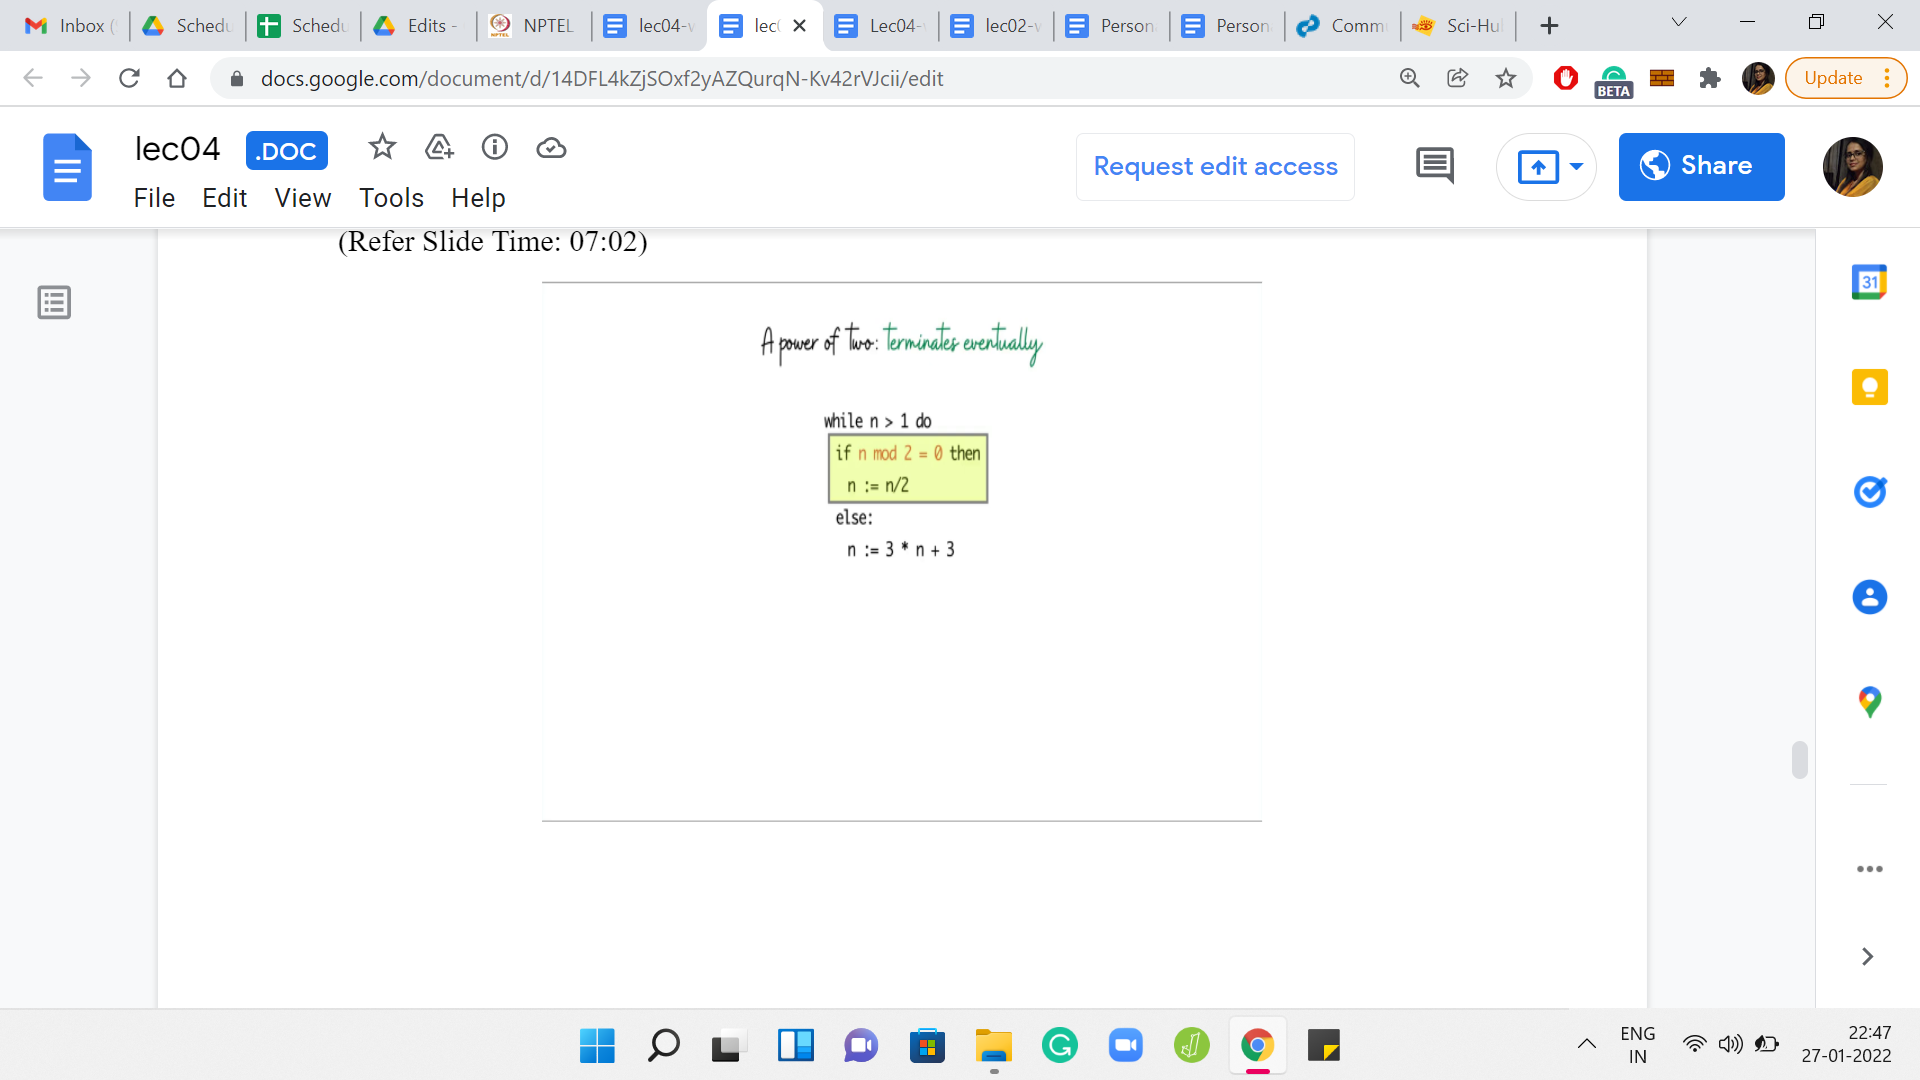 Inbox (
Schedu
Schedu
Edits -
NPTEL
lec04-v
lec
Lec04-
lec02-v
Person
Person
Comm
Sci-Hu
docs.google.com/document/d/14DFL4kZjSOxf2yAZQurqN-Kv42rVJcii/edit
BETA
Update
lec04
.DOC
Request edit access
Share
File Edit View Tools Help
(Refer Slide Time: 07:02)
31
A power of two: terminates eventually
while n > 1 do
if n mod 2 = 0 then
n := n/2
else:
n := 3 * n + 3
ENG
IN
22:47
27-01-2022